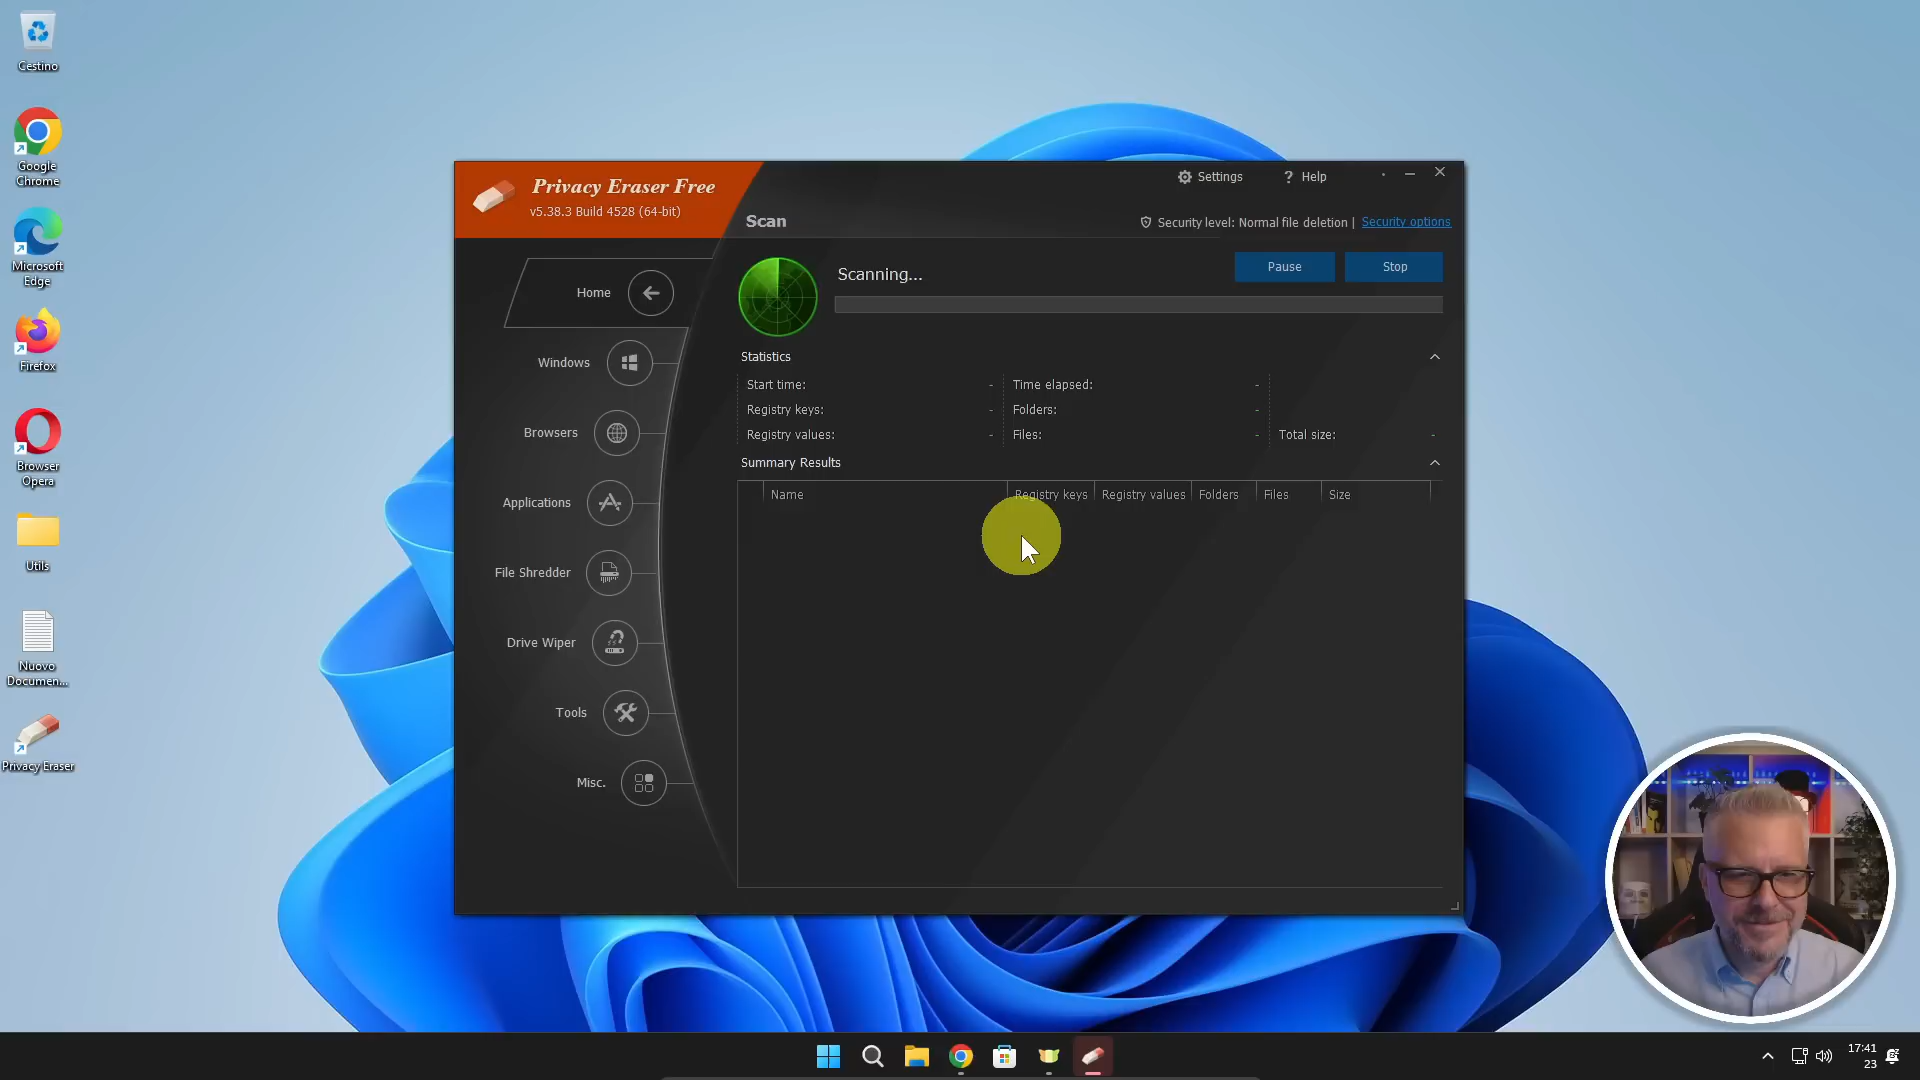 Cestino
Google
Chrome
Microsoft
Edge
Firefox
Browser
Opera
Utils
Nuovo
Documen...
Privacy Eraser
Privacy Eraser Free
v5.38.3 Build 4528 (64-bit)
Settings
? Help
Scan
Security level: Normal file deletion | Security options
Home
Windows
Browsers
Applications
File Shredder
Drive Wiper
Tools
Misc.
Scanning...
Pause
Stop
Statistics
Start time: - Time elapsed: -
Registry keys: - Folders: -
Registry values: - Files: - Total size: -
Summary Results
Name Registry keys Registry values Folders Files Size
17:41
23